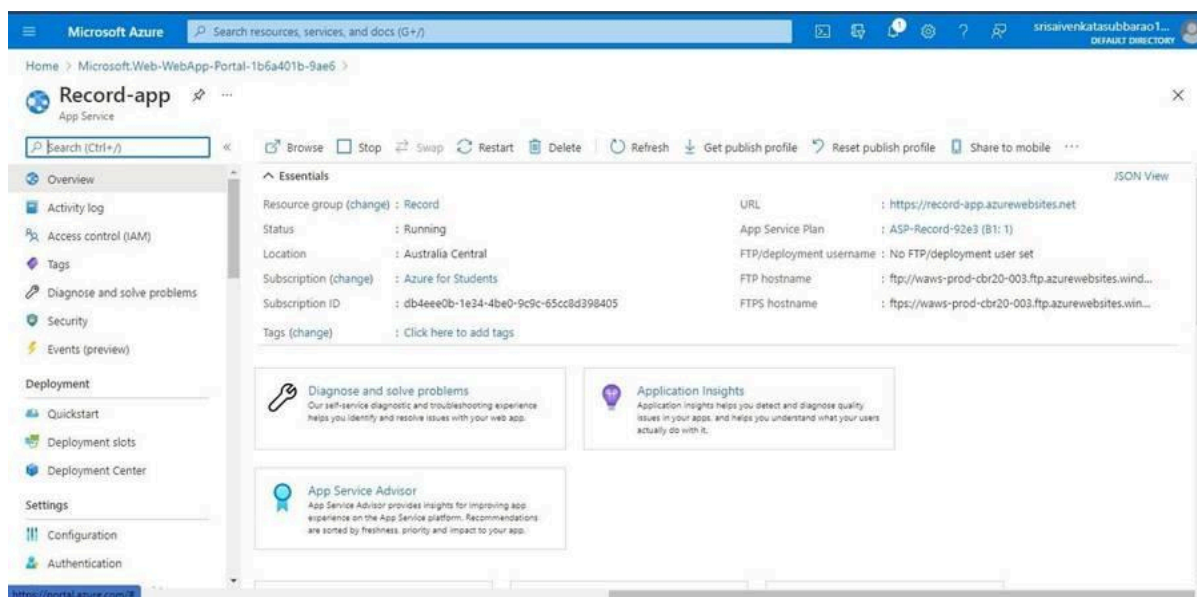 Microsoft Azure
Search resources, services, and docs (G+/)
1
srisaivenkatasubbarao1...
DEFAULT DIRECTORY
Home > Microsoft.Web-WebApp-Portal-1b6a401b-9ae6 >
Record-app
App Service
Search (Ctrl+/)
Browse Stop Swap Restart Delete Refresh Get publish profile Reset publish profile Share to mobile ...
Overview
Activity log
Access control (IAM)
Tags
Diagnose and solve problems
Security
Events (preview)
Deployment
Quickstart
Deployment slots
Deployment Center
Settings
Configuration
Authentication
Essentials
JSON View
Resource group (change) : Record
Status : Running
Location : Australia Central
Subscription (change) : Azure for Students
Subscription ID : db4eee0b-1e34-4be0-9c9c-65cc8d398405
Tags (change) : Click here to add tags
URL : https://record-app.azurewebsites.net
App Service Plan : ASP-Record-92e3 (B1: 1)
FTP/deployment username : No FTP/deployment user set
FTP hostname : ftp://waws-prod-cbr20-003.ftp.azurewebsites.wind...
FTPS hostname : ftps://waws-prod-cbr20-003.ftp.azurewebsites.win...
Diagnose and solve problems
Our self-service diagnostic and troubleshooting experience
helps you identify and resolve issues with your web app.
Application Insights
Application Insights helps you detect and diagnose quality
issues in your apps, and helps you understand what your users
actually do with it.
App Service Advisor
App Service Advisor provides insights for improving app
experience on the App Service platform. Recommendations
are sorted by freshness, priority and impact to your app.
https://portal.azure.com/#